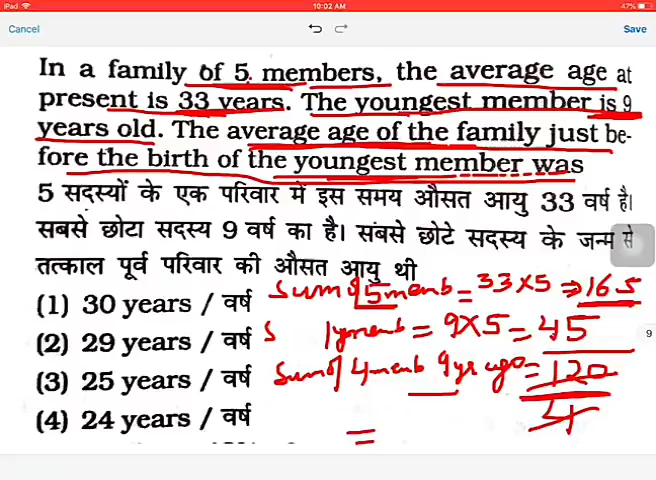 iPad 10:02 AM 47%
Cancel Save
In a family of 5 members, the average age at
present is 33 years. The youngest member is 9
years old. The average age of the family just be-
fore the birth of the youngest member was
5 सदस्यों के एक परिवार में इस समय औसत आयु 33 वर्ष है।
सबसे छोटा सदस्य 9 वर्ष का है। सबसे छोटे सदस्य के जन्म से
तत्काल पूर्व परिवार की औसत आयु थी
(1) 30 years / वर्ष
(2) 29 years / वर्ष
(3) 25 years / वर्ष
(4) 24 years / वर्ष
Sum of 5 memb = 33×5 ⇒ 165
S 1 y memb = 9×5 = 45
Sum of 4 memb 9 yr ago = 120
4
=
9